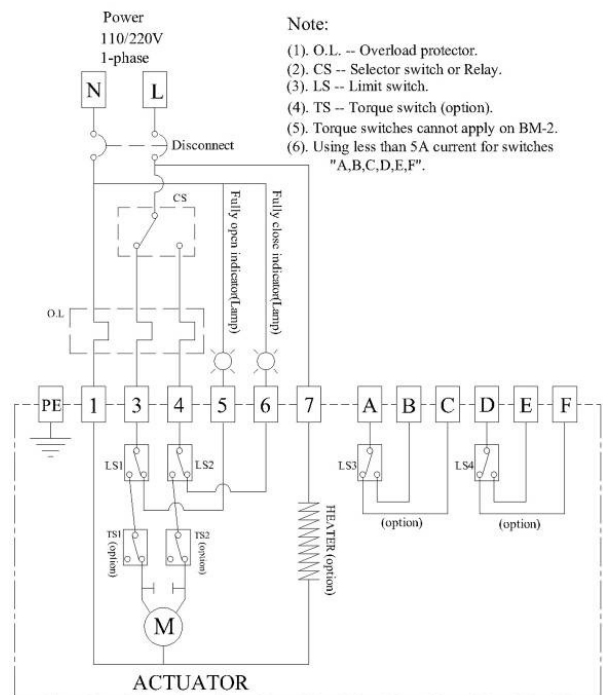 Power
110/220V
1-phase
N
L
Disconnect
CS
O.L
Fully open indicator(Lamp)
Fully close indicator(Lamp)
Note:
(1). O.L. -- Overload protector.
(2). CS -- Selector switch or Relay.
(3). LS -- Limit switch.
(4). TS -- Torque switch (option).
(5). Torque switches cannot apply on BM-2.
(6). Using less than 5A current for switches
"A,B,C,D,E,F".
PE
1
3
4
5
6
7
A
B
C
D
E
F
LS1
LS2
LS3
LS4
(option)
(option)
TS1
(option)
TS2
(option)
HEATER (option)
M
ACTUATOR